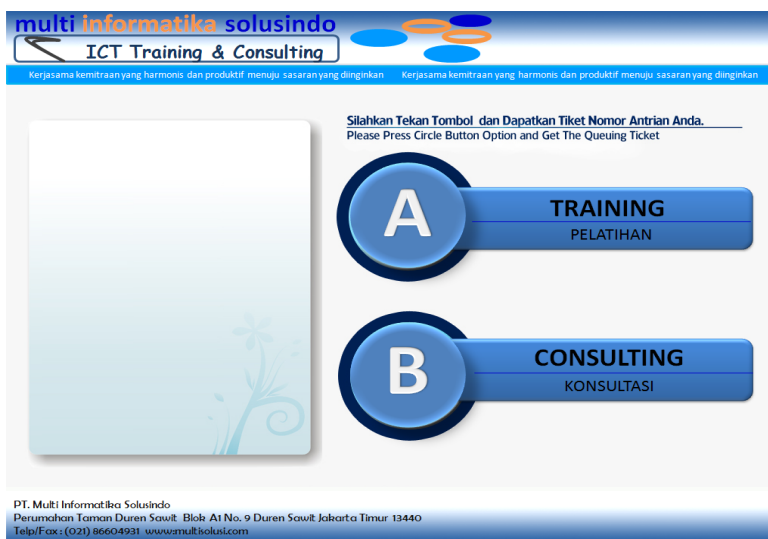 multi informatika solusindo
ICT Training & Consulting
Kerjasama kemitraan yang harmonis dan produktif menuju sasaran yang diinginkan Kerjasama kemitraan yang harmonis dan produktif menuju sasaran yang diinginkan
Silahkan Tekan Tombol dan Dapatkan Tiket Nomor Antrian Anda.
Please Press Circle Button Option and Get The Queuing Ticket
A
TRAINING
PELATIHAN
B
CONSULTING
KONSULTASI
PT. Multi Informatika Solusindo
Perumahan Taman Duren Sawit Blok A1 No. 9 Duren Sawit Jakarta Timur 13440
Telp/Fax : (021) 86604931 www.multisolusi.com